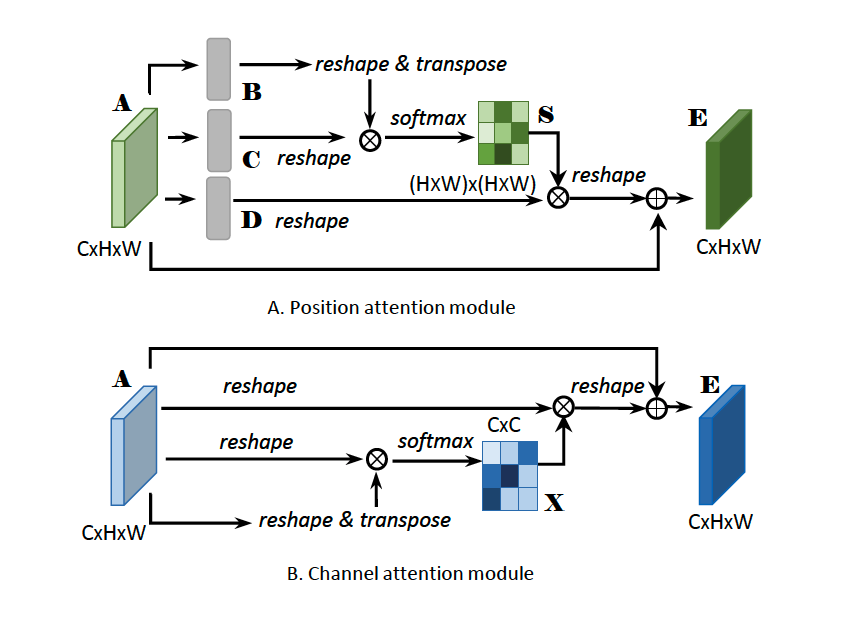 reshape & transpose
B
A
softmax
S
E
C
reshape
(HxW)x(HxW)
reshape
D
reshape
CxHxW
CxHxW
A. Position attention module
A
reshape
reshape
E
CxC
reshape
softmax
X
reshape & transpose
CxHxW
CxHxW
B. Channel attention module